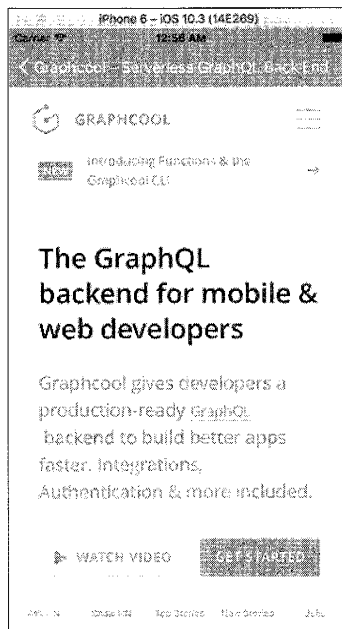 iPhone 6 – iOS 10.3 (14E269)
Carrier 12:56 AM
< Graphcool - Serverless GraphQL Back End
GRAPHCOOL
NEW Introducing Functions & the →
Graphcool CLI
The GraphQL
backend for mobile &
web developers
Graphcool gives developers a
production-ready GraphQL
backend to build better apps
faster. Integrations,
Authentication & more included.
WATCH VIDEO GET STARTED